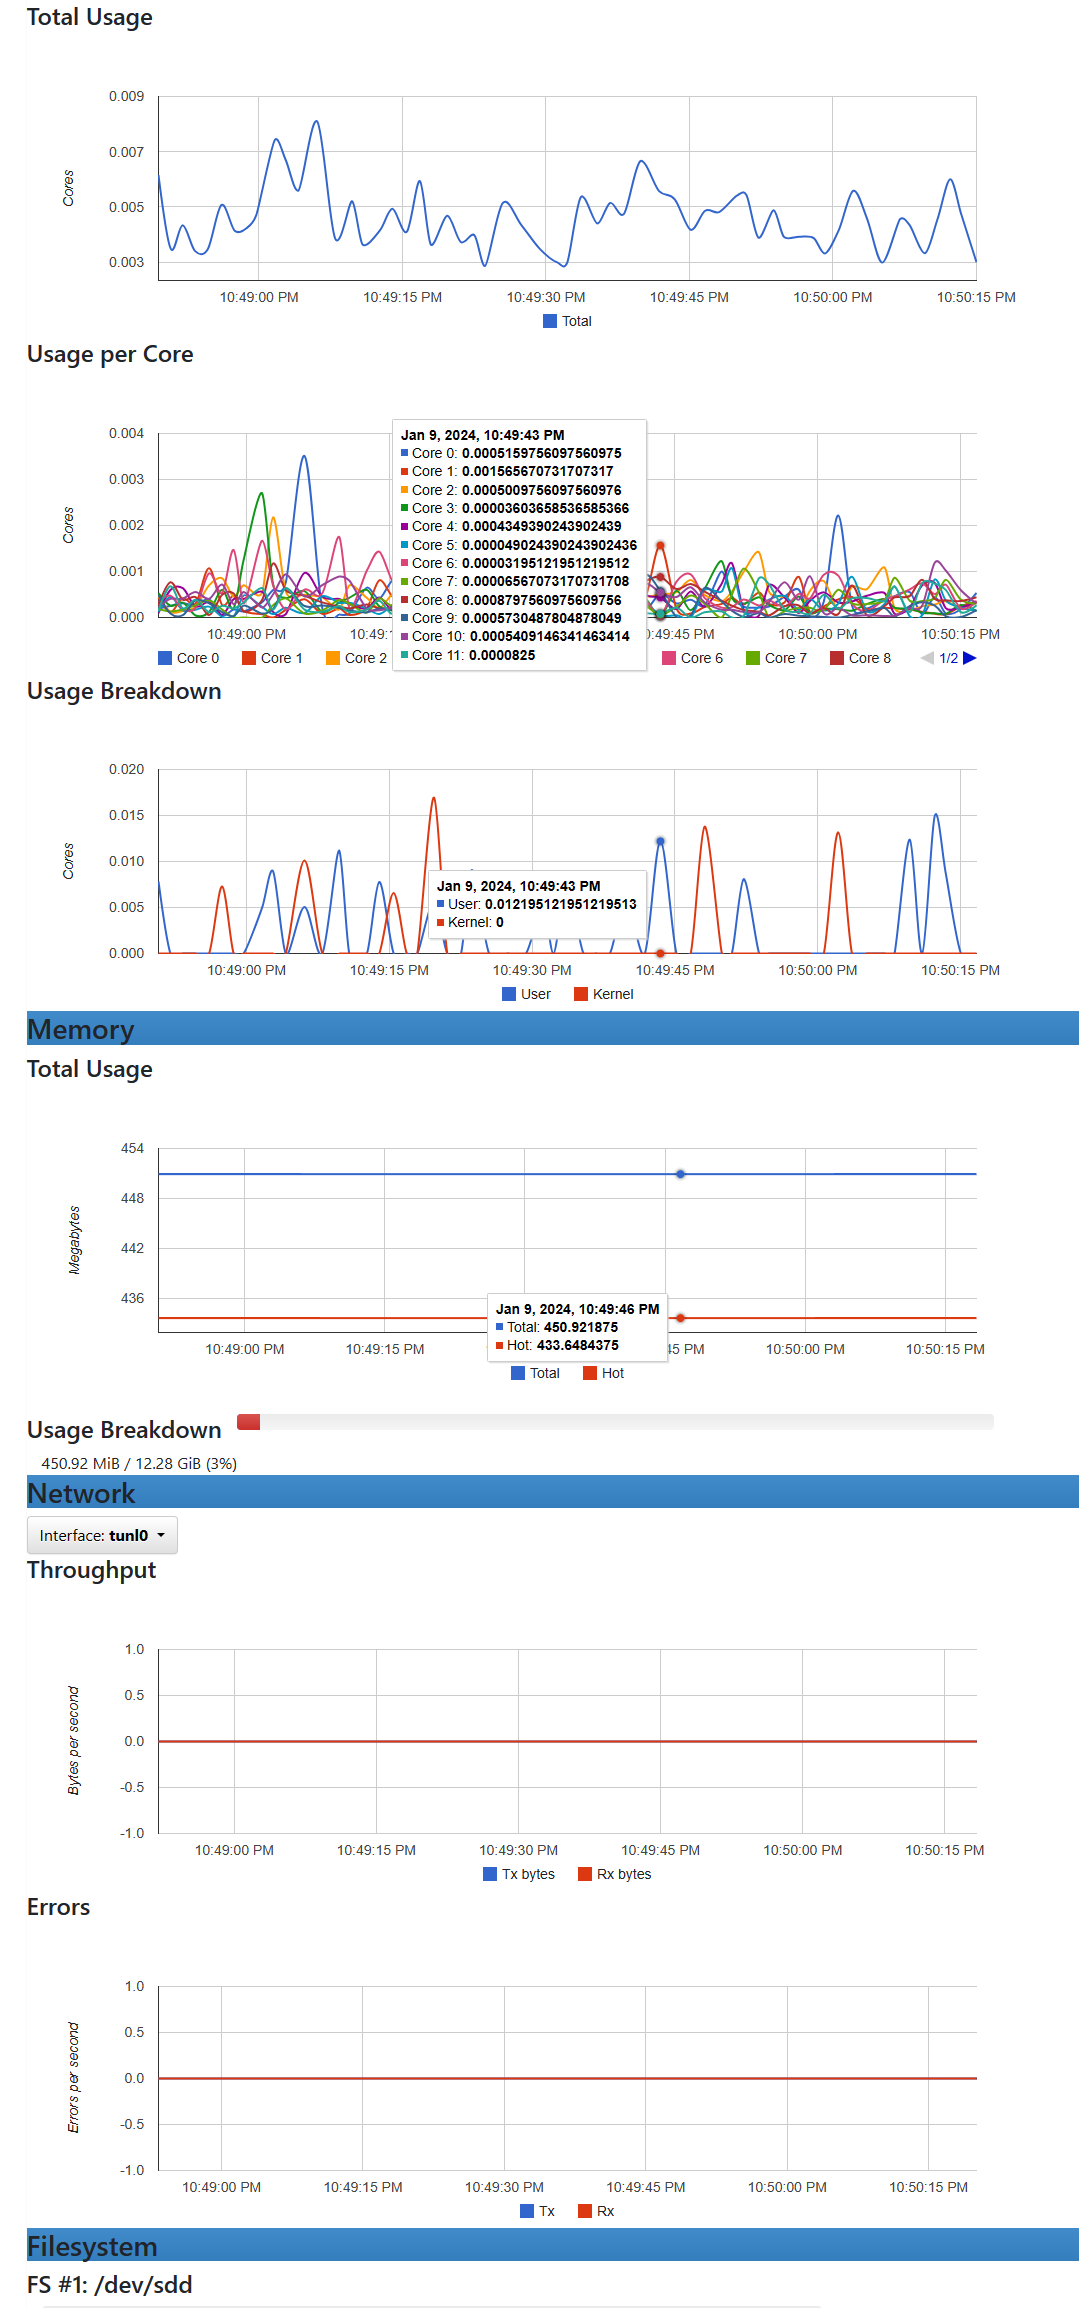 Total Usage
0.009
0.007
0.005
0.003
Cores
10:49:00 PM 10:49:15 PM 10:49:30 PM 10:49:45 PM 10:50:00 PM 10:50:15 PM
Total
Usage per Core
0.004
0.003
0.002
0.001
0.000
Cores
Jan 9, 2024, 10:49:43 PM
Core 0: 0.0005159756097560975
Core 1: 0.001565670731707317
Core 2: 0.0005009756097560976
Core 3: 0.00003603658536585366
Core 4: 0.0004349390243902439
Core 5: 0.000049024390243902436
Core 6: 0.00003195121951219512
Core 7: 0.00006567073170731708
Core 8: 0.0008797560975609756
Core 9: 0.0005730487804878049
Core 10: 0.0005409146341463414
Core 11: 0.0000825
10:49:00 PM 10:49: 0:49:45 PM 10:50:00 PM 10:50:15 PM
Core 0 Core 1 Core 2 Core 6 Core 7 Core 8 1/2
Usage Breakdown
0.020
0.015
0.010
0.005
0.000
Cores
Jan 9, 2024, 10:49:43 PM
User: 0.012195121951219513
Kernel: 0
10:49:00 PM 10:49:15 PM 10:49:30 PM 10:49:45 PM 10:50:00 PM 10:50:15 PM
User Kernel
Memory
Total Usage
454
448
442
436
Megabytes
Jan 9, 2024, 10:49:46 PM
Total: 450.921875
Hot: 433.6484375
10:49:00 PM 10:49:15 PM 45 PM 10:50:00 PM 10:50:15 PM
Total Hot
Usage Breakdown
450.92 MiB / 12.28 GiB (3%)
Network
Interface: tunl0
Throughput
1.0
0.5
0.0
-0.5
-1.0
Bytes per second
10:49:00 PM 10:49:15 PM 10:49:30 PM 10:49:45 PM 10:50:00 PM 10:50:15 PM
Tx bytes Rx bytes
Errors
1.0
0.5
0.0
-0.5
-1.0
Errors per second
10:49:00 PM 10:49:15 PM 10:49:30 PM 10:49:45 PM 10:50:00 PM 10:50:15 PM
Tx Rx
Filesystem
FS #1: /dev/sdd